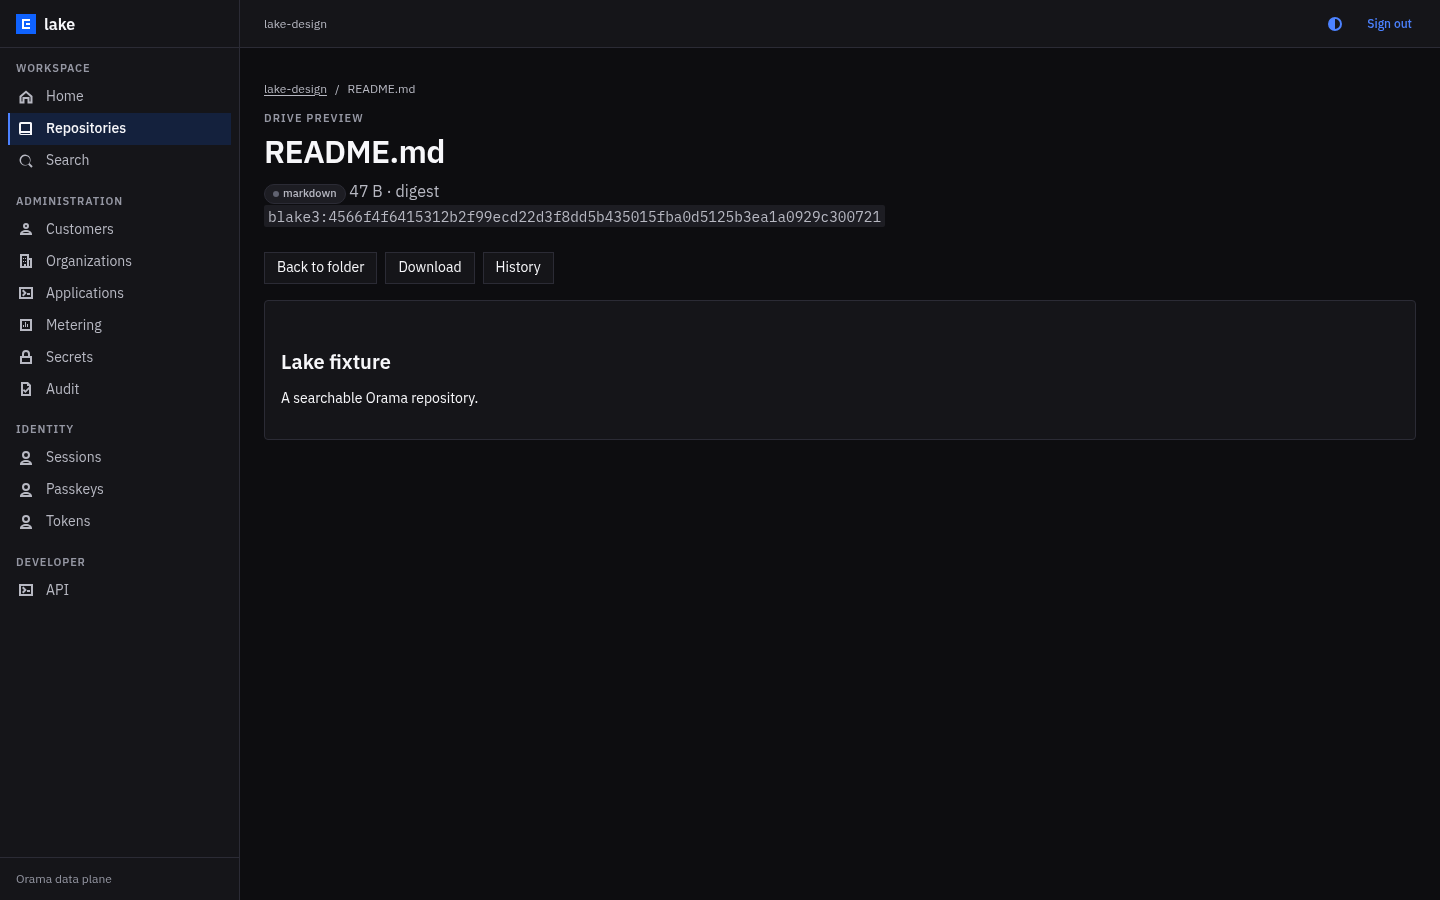 lake
lake-design
Sign out
WORKSPACE
Home
Repositories
Search
ADMINISTRATION
Customers
Organizations
Applications
Metering
Secrets
Audit
IDENTITY
Sessions
Passkeys
Tokens
DEVELOPER
API
Orama data plane
lake-design / README.md
DRIVE PREVIEW
README.md
markdown 47 B · digest
blake3:4566f4f6415312b2f99ecd22d3f8dd5b435015fba0d5125b3ea1a0929c300721
Back to folder Download History
Lake fixture
A searchable Orama repository.